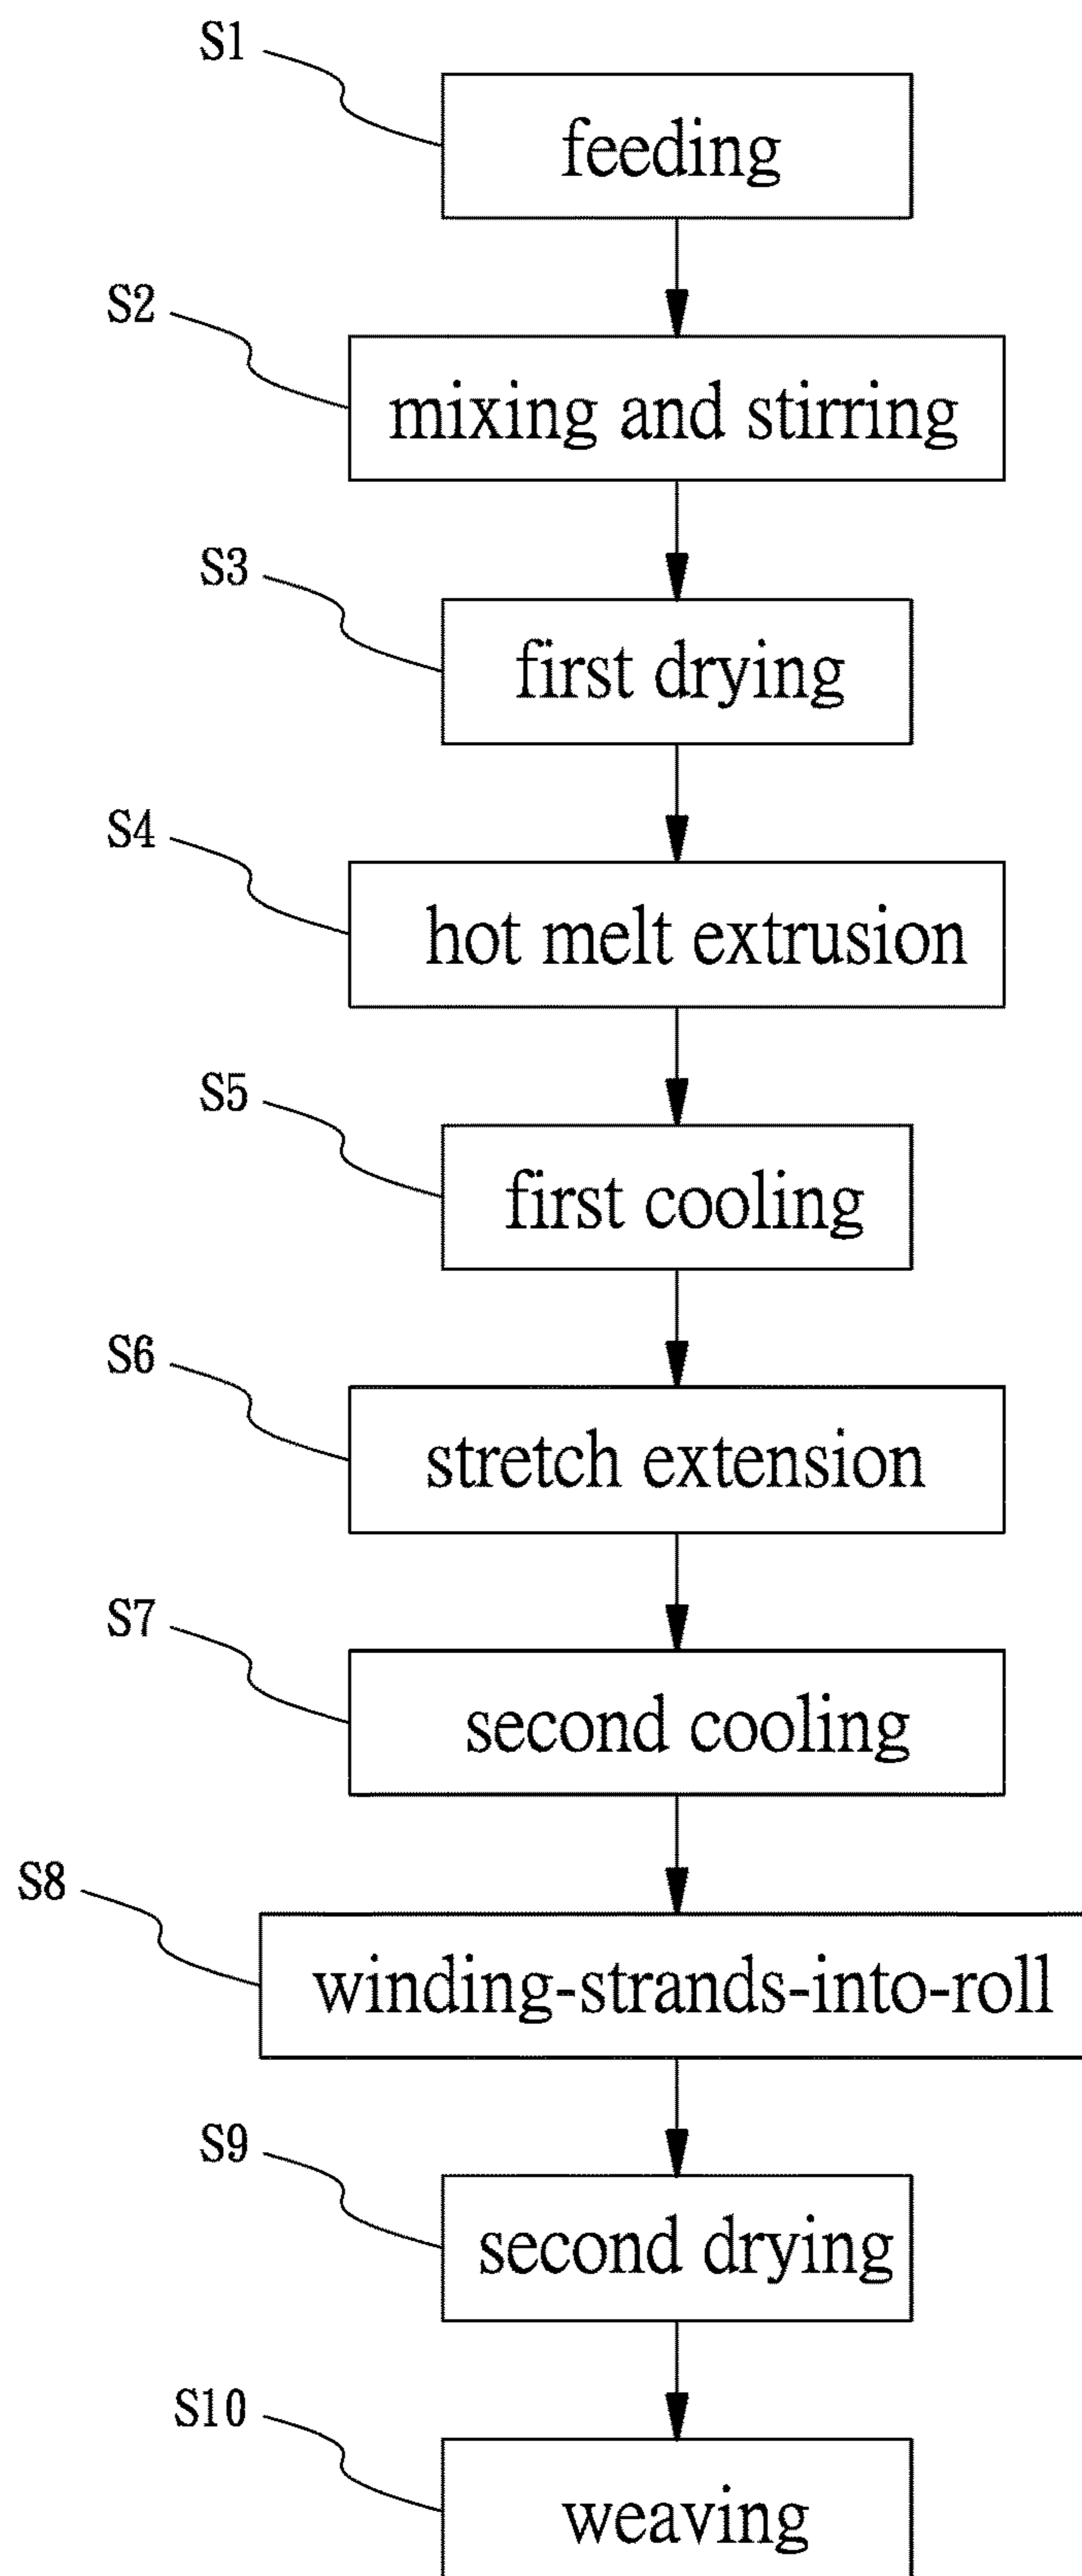 S1
feeding
S2
mixing and stirring
S3
first drying
S4
hot melt extrusion
S5
first cooling
S6
stretch extension
S7
second cooling
S8
winding-strands-into-roll
S9
second drying
S10
weaving